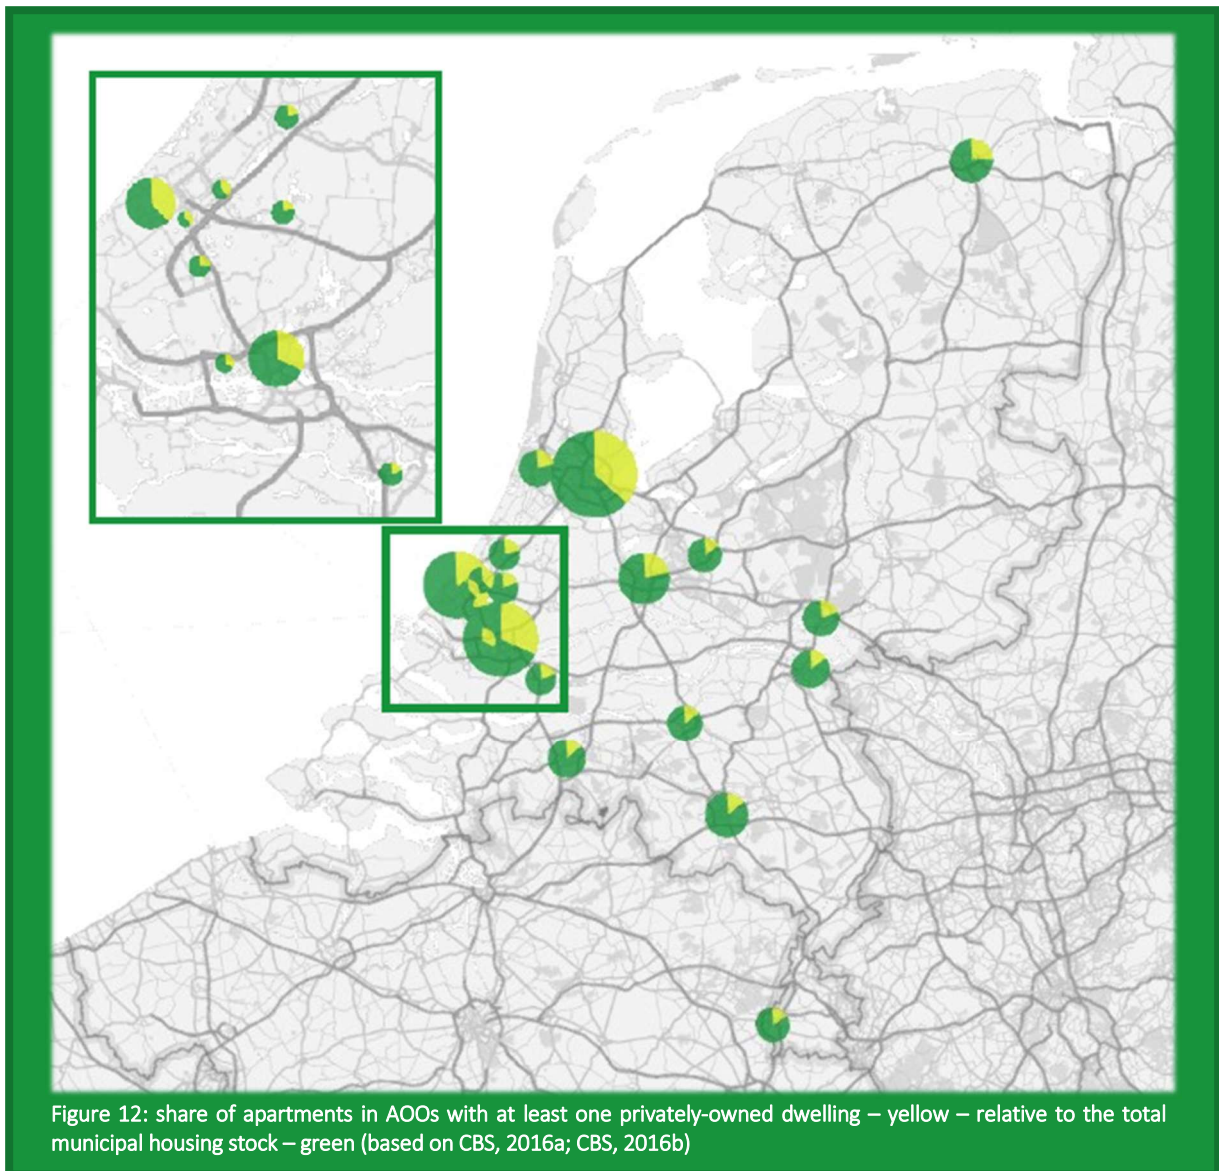 Figure 12: share of apartments in AOOs with at least one privately-owned dwelling – yellow – relative to the total
municipal housing stock – green (based on CBS, 2016a; CBS, 2016b)